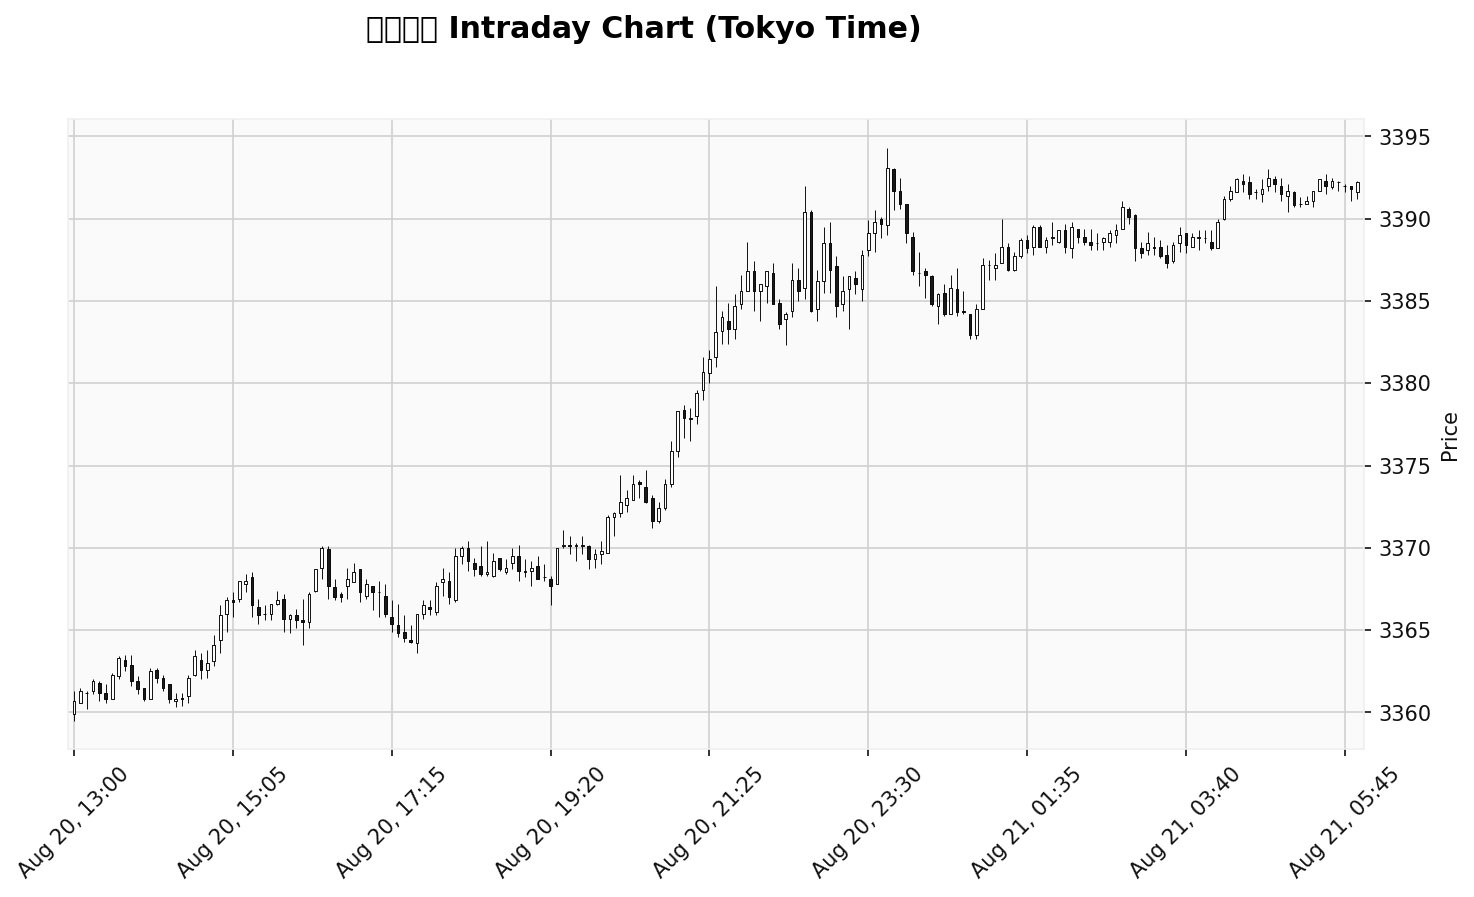 Intraday Chart (Tokyo Time)
3395
3390
3385
3380
3375
3370
3365
3360
Price
Aug 20, 13:00
Aug 20, 15:05
Aug 20, 17:15
Aug 20, 19:20
Aug 20, 21:25
Aug 20, 23:30
Aug 21, 01:35
Aug 21, 03:40
Aug 21, 05:45